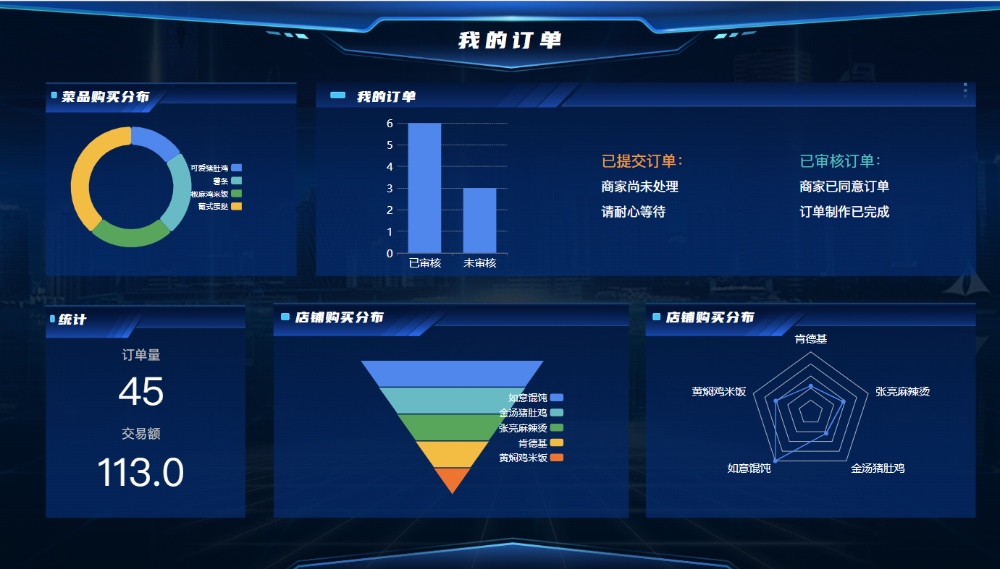 我的订单
菜品购买分布
可爱猪肚鸡
薯条
椒麻鸡米饭
葡式蛋挞
我的订单
6
5
4
3
2
1
0
已审核
未审核
已提交订单：
商家尚未处理
请耐心等待
已审核订单：
商家已同意订单
订单制作已完成
统计
订单量
45
交易额
113.0
店铺购买分布
如意馄饨
金汤猪肚鸡
张亮麻辣烫
肯德基
黄焖鸡米饭
店铺购买分布
肯德基
黄焖鸡米饭
张亮麻辣烫
如意馄饨
金汤猪肚鸡